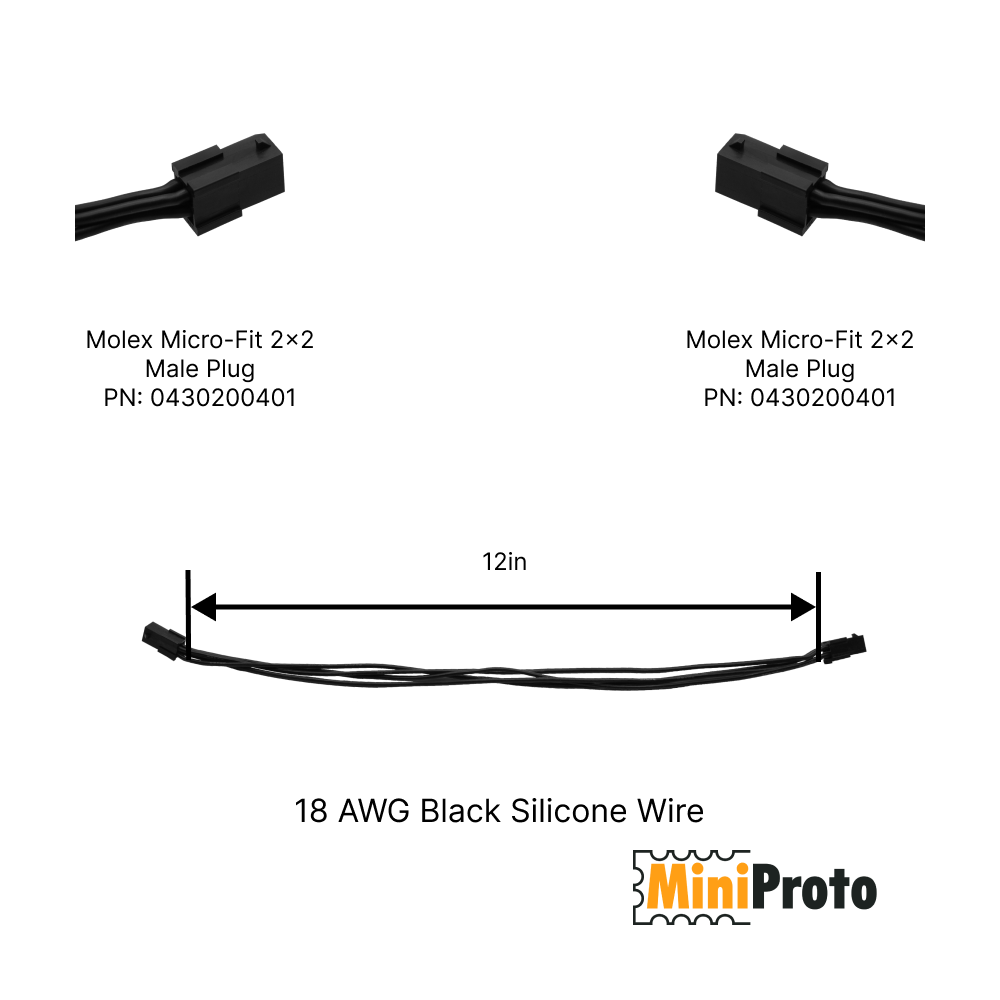 Molex Micro-Fit 2×2
Male Plug
PN: 0430200401
Molex Micro-Fit 2×2
Male Plug
PN: 0430200401
12in
18 AWG Black Silicone Wire
MiniProto